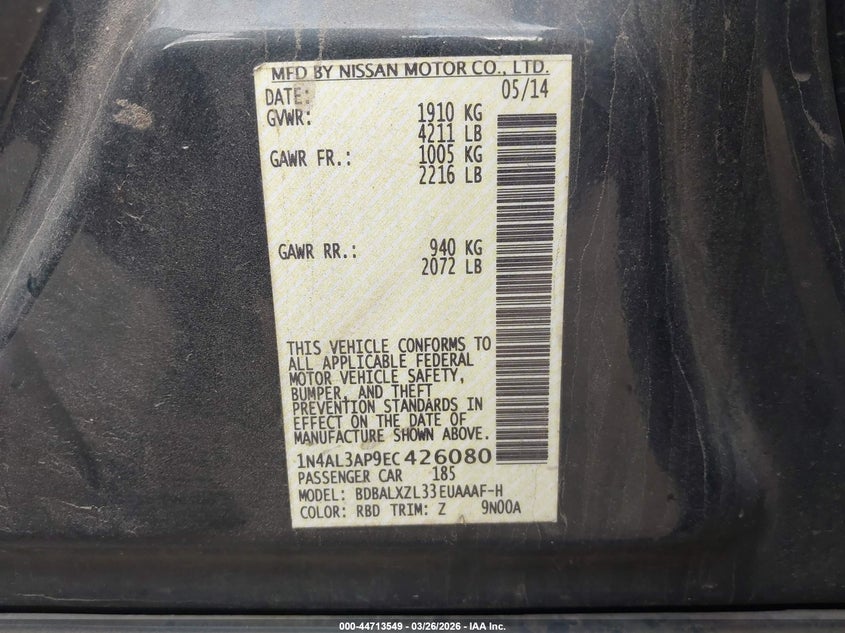 MFD BY NISSAN MOTOR CO., LTD.
DATE: 05/14
GVWR: 1910 KG
4211 LB
GAWR FR.: 1005 KG
2216 LB
GAWR RR.: 940 KG
2072 LB
THIS VEHICLE CONFORMS TO
ALL APPLICABLE FEDERAL
MOTOR VEHICLE SAFETY,
BUMPER, AND THEFT
PREVENTION STANDARDS IN
EFFECT ON THE DATE OF
MANUFACTURE SHOWN ABOVE.
1N4AL3AP9EC426080
PASSENGER CAR 185
MODEL: BDBALXZL33EUAAAF-H
COLOR: RBD TRIM: Z 9N00A
000-44713549 - 03/26/2026 - IAA Inc.